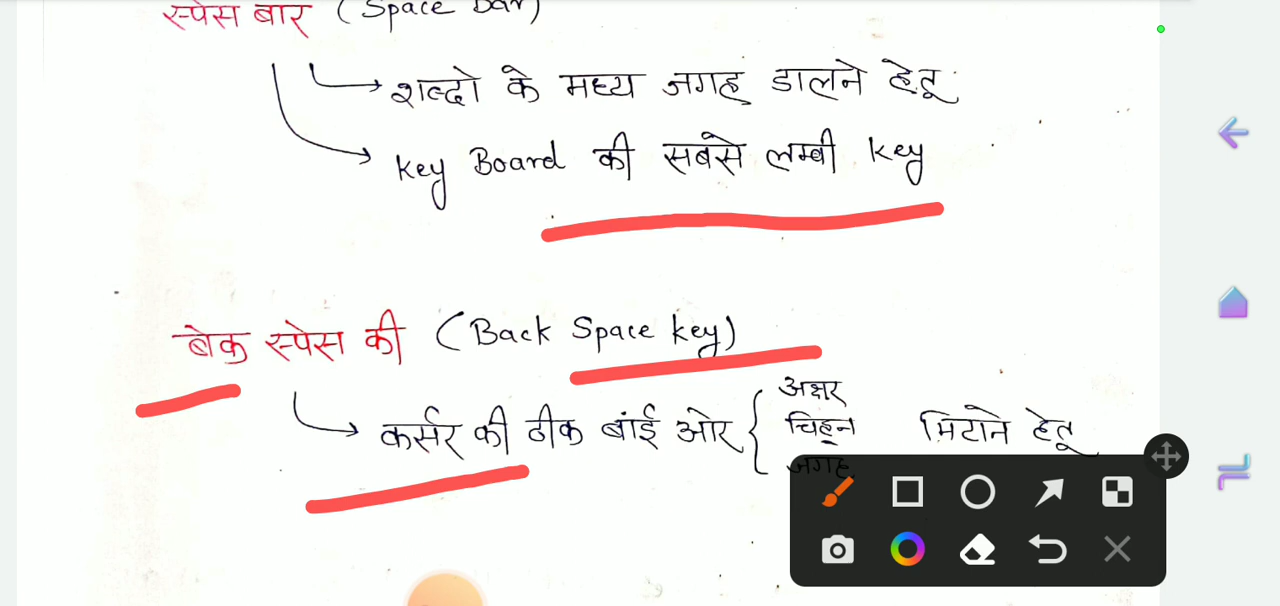 स्पेस बार (Space bar)
शब्दो के मध्य जगह डालने हेतू
key Board की सबसे लम्बी key
बेक स्पेस की (Back Space key)
कर्सर की ठीक बांई ओर { अक्षर
चिह्न मिटाने हेतू
जगह